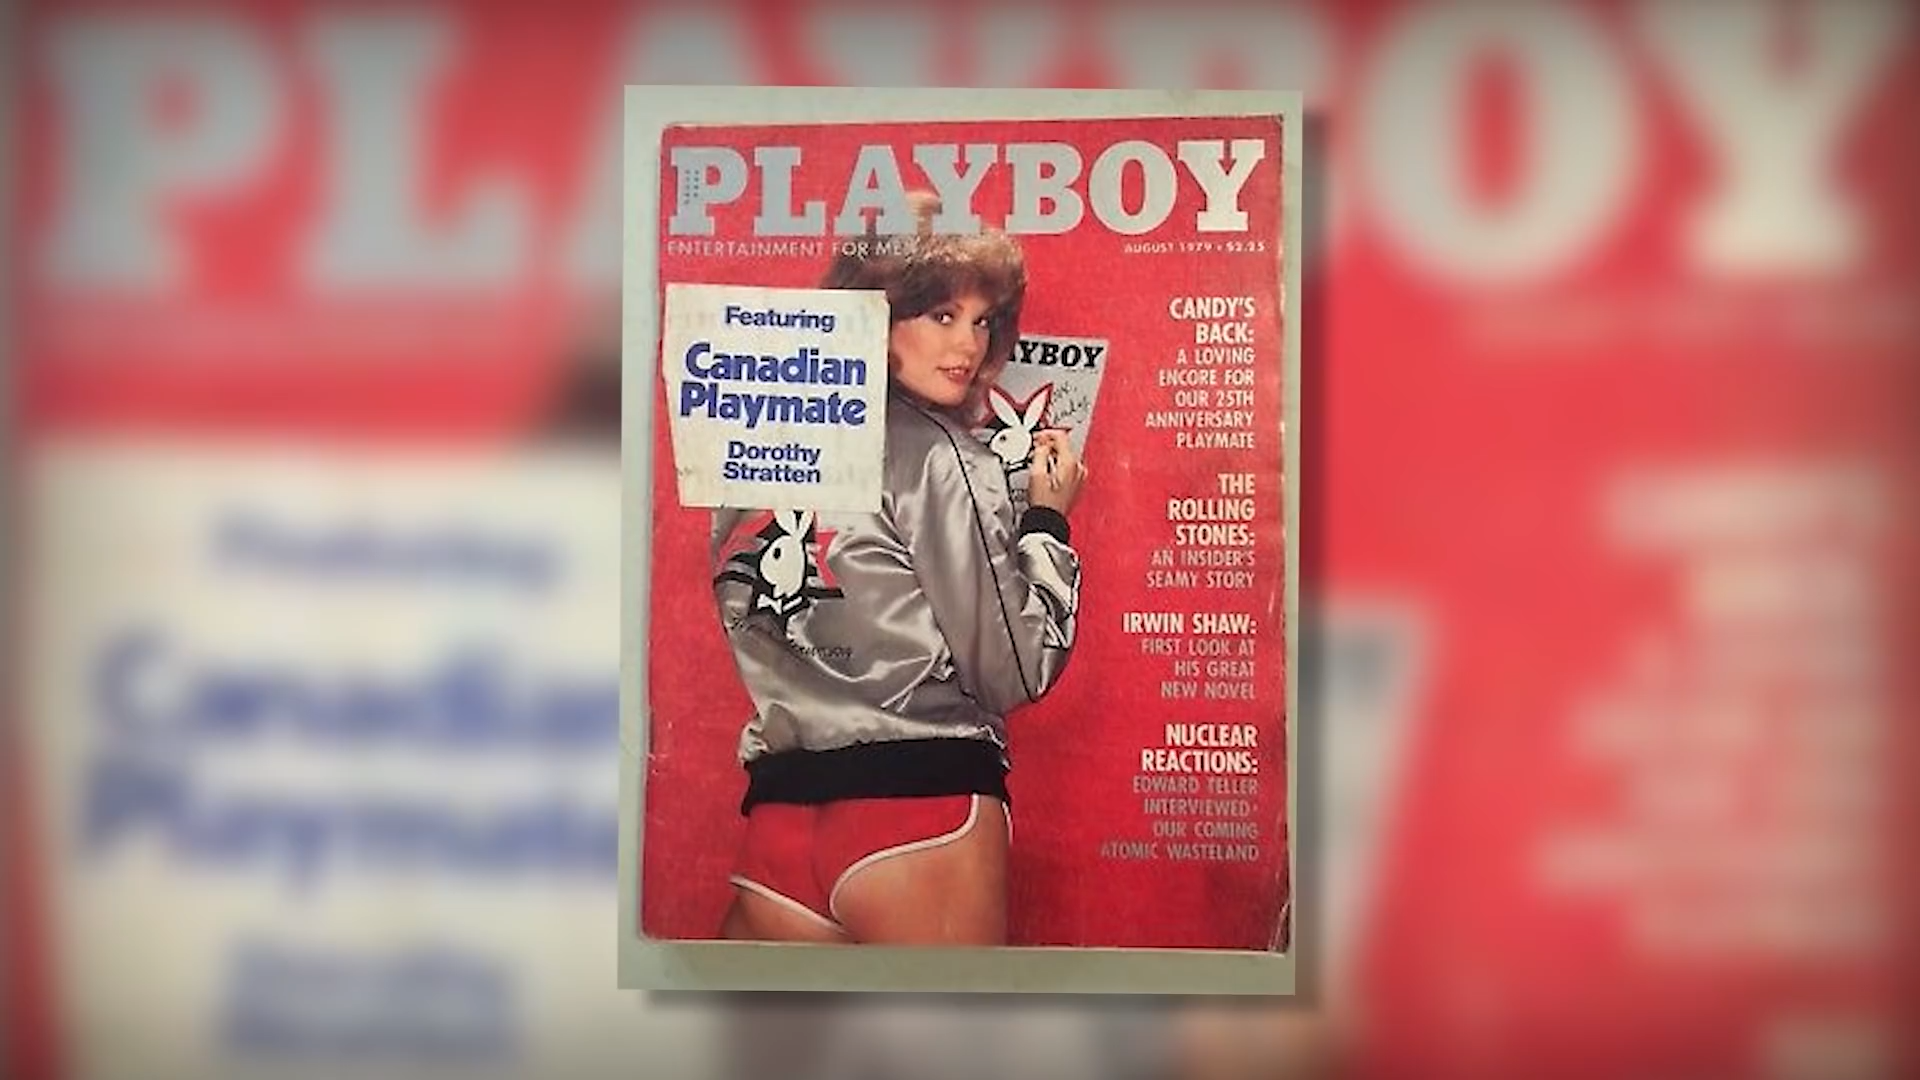 PLAYBOY
ENTERTAINMENT FOR MEN
AUGUST 1979 • $2.25
Featuring
Canadian
Playmate
Dorothy
Stratten
AYBOY
CANDY'S
BACK:
A LOVING
ENCORE FOR
OUR 25TH
ANNIVERSARY
PLAYMATE
THE
ROLLING
STONES:
AN INSIDER'S
SEAMY STORY
IRWIN SHAW:
FIRST LOOK AT
HIS GREAT
NEW NOVEL
NUCLEAR
REACTIONS:
EDWARD TELLER
INTERVIEWED•
OUR COMING
ATOMIC WASTELAND